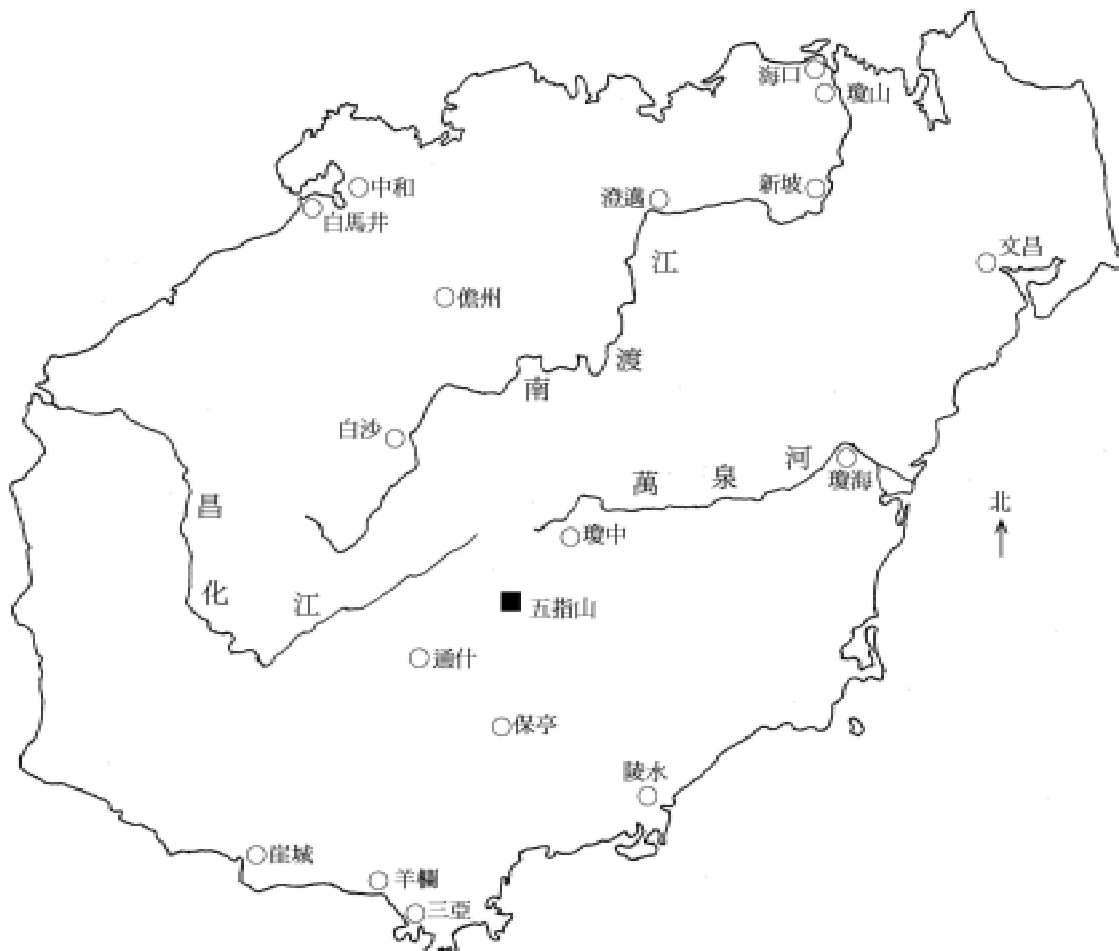 海口
瓊山
中和
白馬井
澄邁
新坡
文昌
儋州
南渡江
白沙
萬泉河
瓊海
北
昌化江
瓊中
五指山
通什
保亭
陵水
崖城
羊欄
三亞